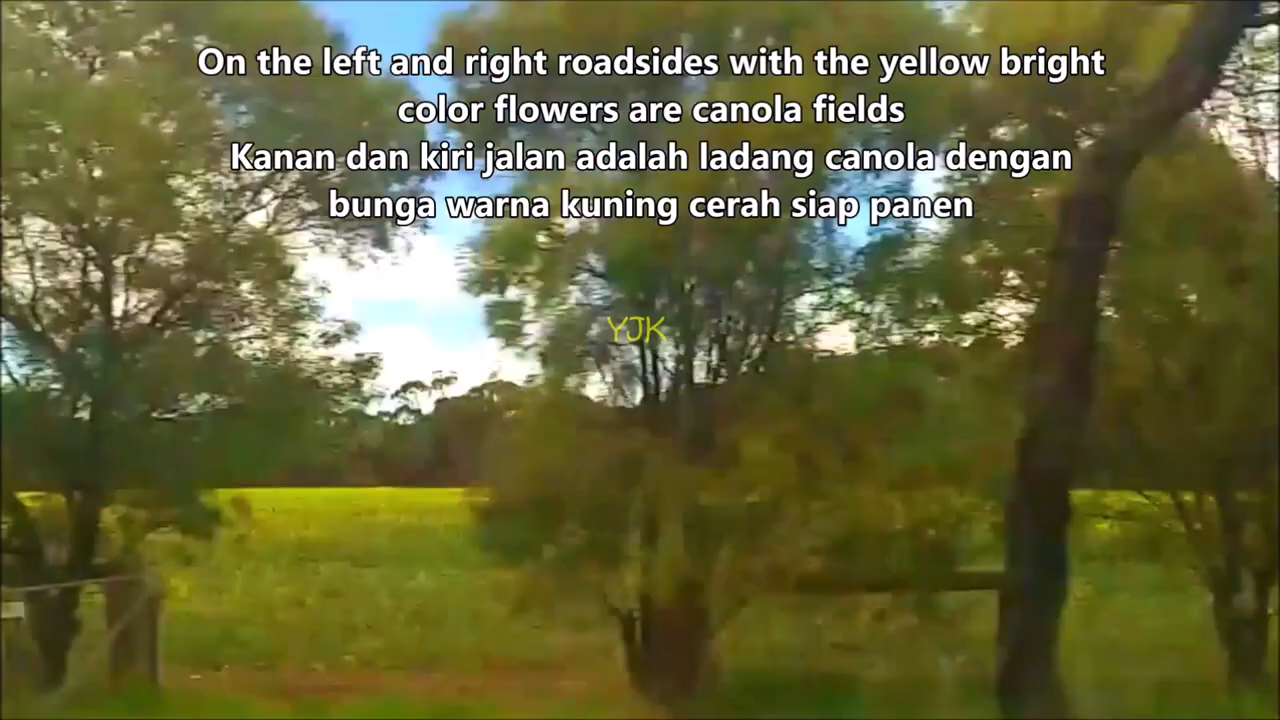 On the left and right roadsides with the yellow bright
color flowers are canola fields
Kanan dan kiri jalan adalah ladang canola dengan
bunga warna kuning cerah siap panen
YJK